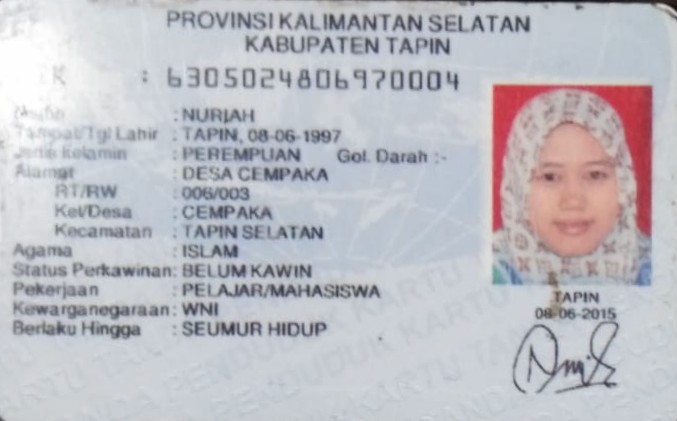 PROVINSI KALIMANTAN SELATAN
KABUPATEN TAPIN
K : 6305024806970004
: NURJAH
Tempat/Tgl Lahir : TAPIN, 08-06-1997
Jenis Kelamin : PEREMPUAN Gol. Darah :-
Alamat : DESA CEMPAKA
RT/RW : 006/003
Kel/Desa : CEMPAKA
Kecamatan : TAPIN SELATAN
Agama : ISLAM
Status Perkawinan: BELUM KAWIN
Pekerjaan : PELAJAR/MAHASISWA
Kewarganegaraan: WNI
Berlaku Hingga : SEUMUR HIDUP
TAPIN
08-06-2015